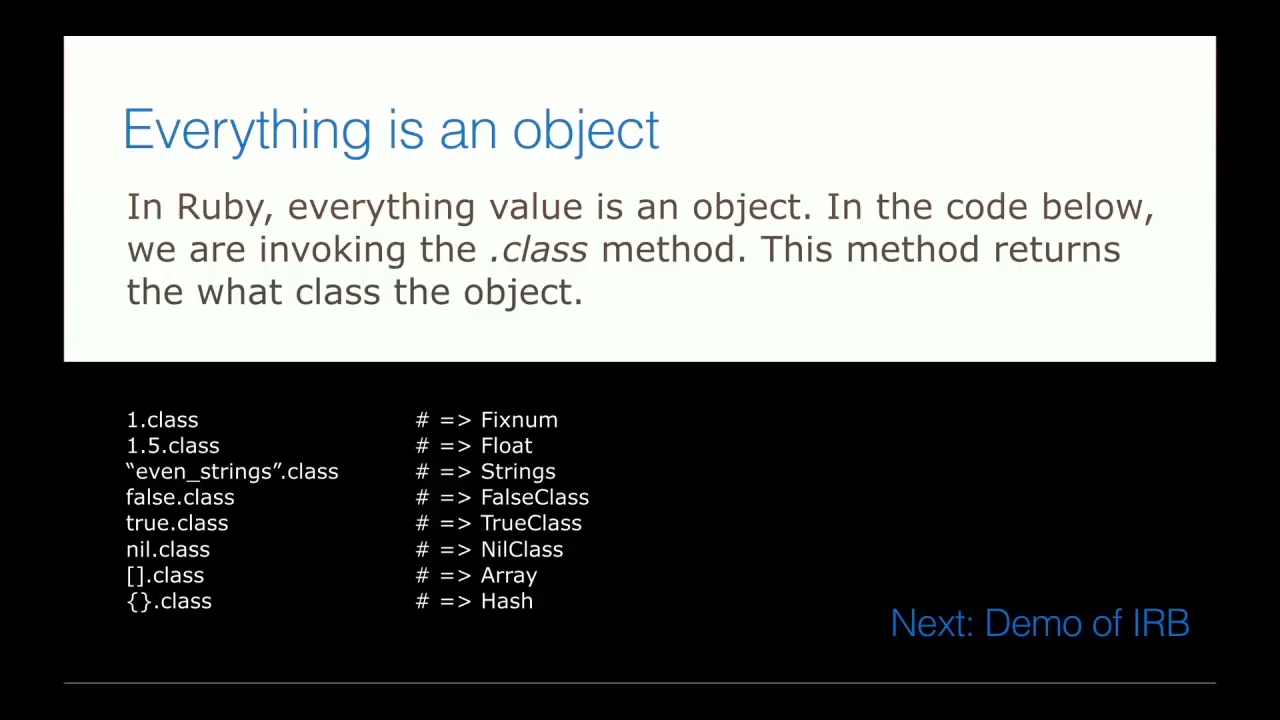 Everything is an object
In Ruby, everything value is an object. In the code below,
we are invoking the .class method. This method returns
the what class the object.
1.class # => Fixnum
1.5.class # => Float
“even_strings”.class # => Strings
false.class # => FalseClass
true.class # => TrueClass
nil.class # => NilClass
[].class # => Array
{}.class # => Hash
Next: Demo of IRB